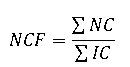 NCF = ∑ NC / ∑ IC